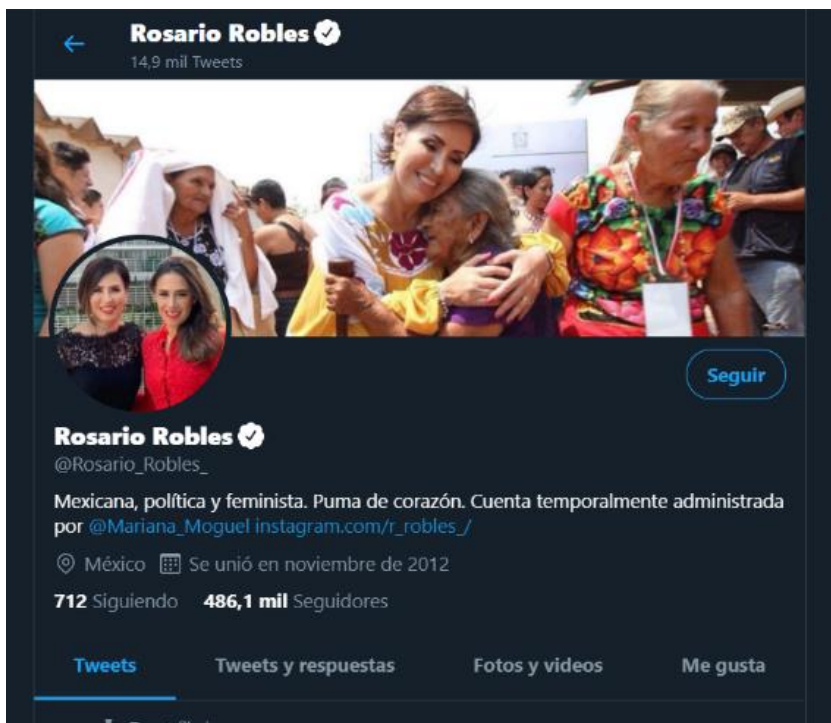 Rosario Robles
14,9 mil Tweets
Seguir
Rosario Robles
@Rosario_Robles_
Mexicana, política y feminista. Puma de corazón. Cuenta temporalmente administrada
por @Mariana_Moguel instagram.com/r_robles_/
México Se unió en noviembre de 2012
712 Siguiendo 486,1 mil Seguidores
Tweets Tweets y respuestas Fotos y videos Me gusta